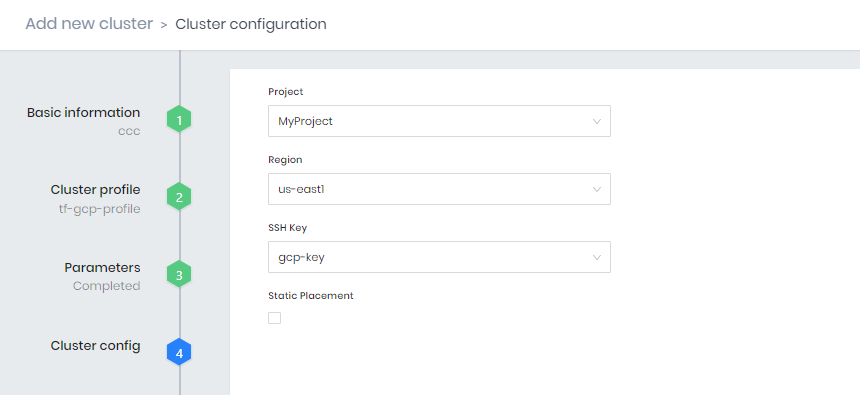 Add new cluster > Cluster configuration
Project
MyProject
Region
us-east1
SSH Key
gcp-key
Static Placement
Basic information
ccc
1
Cluster profile
tf-gcp-profile
2
Parameters
Completed
3
Cluster config
4